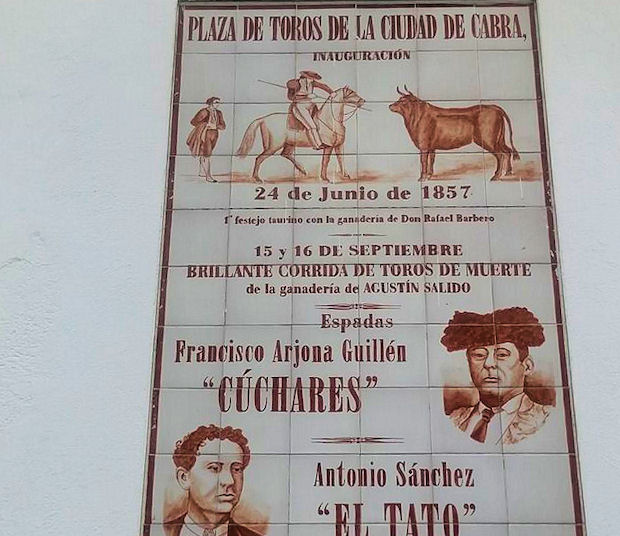 PLAZA DE TOROS DE LA CIUDAD DE CABRA,
INAUGURACIÓN
24 de Junio de 1857
1er festejo taurino con la ganadería de Don Rafael Barbero
15 y 16 DE SEPTIEMBRE
BRILLANTE CORRIDA DE TOROS DE MUERTE
de la ganadería de AGUSTÍN SALIDO
Espadas
Francisco Arjona Guillén
“CÚCHARES”
Antonio Sánchez
“EL TATO”